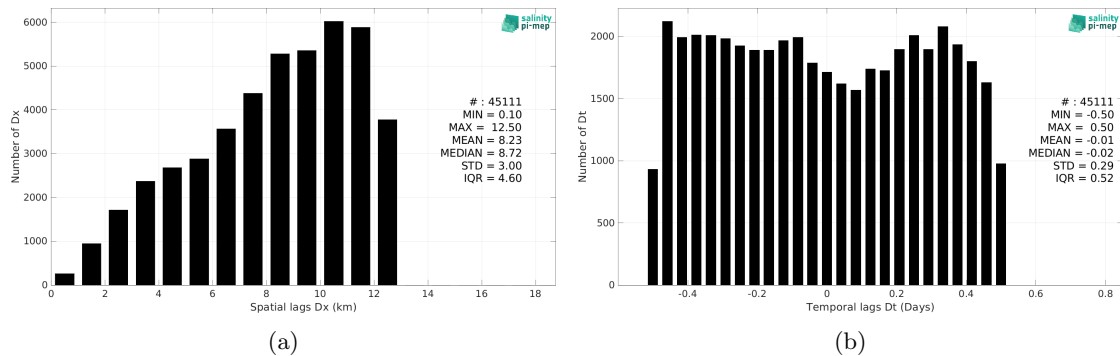 6000
5000
4000
3000
2000
1000
0
Number of Dx
salinity
pi-mep
# : 45111
MIN = 0.10
MAX = 12.50
MEAN = 8.23
MEDIAN = 8.72
STD = 3.00
IQR = 4.60
0 2 4 6 8 10 12 14 16 18
Spatial lags Dx (km)
(a)
2000
1500
1000
500
0
Number of Dt
salinity
pi-mep
# : 45111
MIN = -0.50
MAX = 0.50
MEAN = -0.01
MEDIAN = -0.02
STD = 0.29
IQR = 0.52
-0.4 -0.2 0 0.2 0.4 0.6 0.8
Temporal lags Dt (Days)
(b)